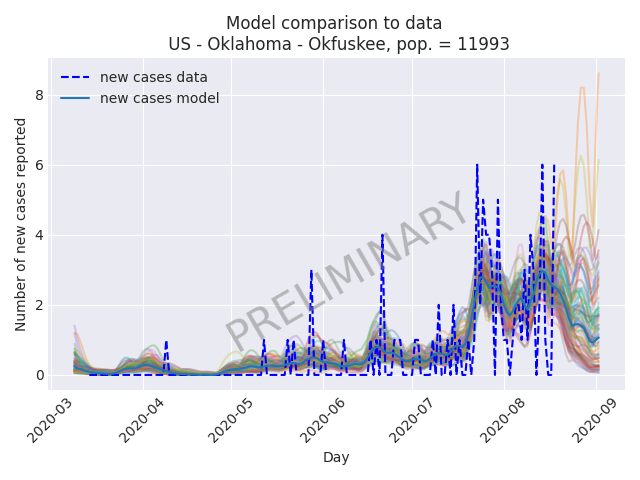 Model comparison to data
US - Oklahoma - Okfuskee, pop. = 11993
new cases data
new cases model
PRELIMINARY
Number of new cases reported
8
6
4
2
0
2020-03
2020-04
2020-05
2020-06
2020-07
2020-08
2020-09
Day